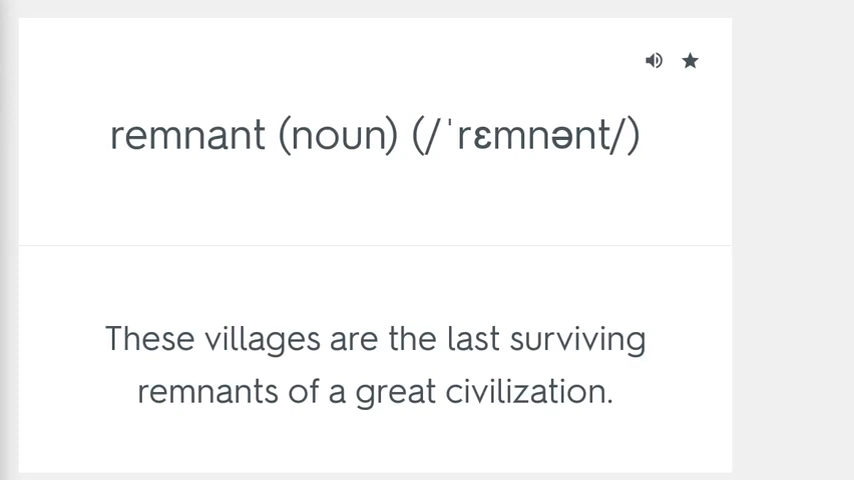 remnant (noun) (/ˈrɛmnənt/)
These villages are the last surviving
remnants of a great civilization.